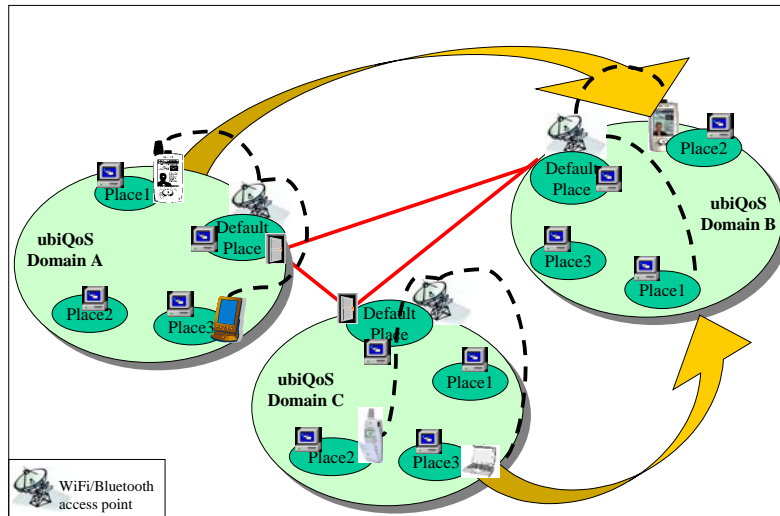 Place1
ubiQoS
Domain A
Default
Place
Place2
Place3
Default
Place
Place2
ubiQoS
Domain B
Place3
Place1
Default
Place
Place1
ubiQoS
Domain C
Place2
Place3
WiFi/Bluetooth
access point